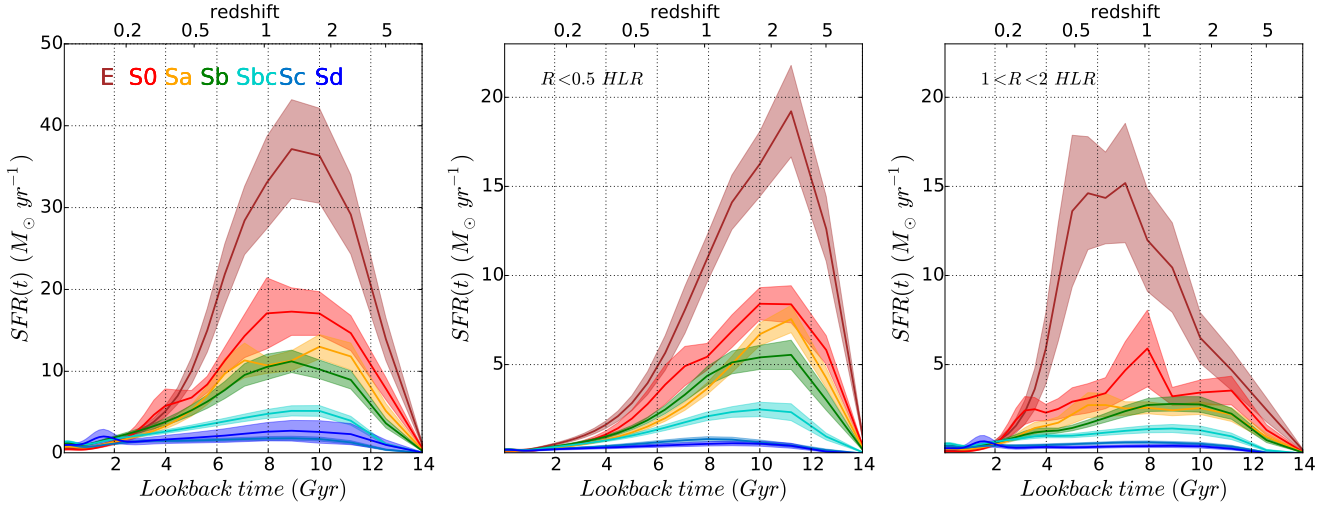 redshift
0.2 0.5 1 2 5
50
40
30
20
10
0
E S0 Sa Sb Sbc Sc Sd
SFR(t) (M⊙ yr⁻¹)
2 4 6 8 10 12 14
Lookback time (Gyr)
redshift
0.2 0.5 1 2 5
20
15
10
5
R<0.5 HLR
SFR(t) (M⊙ yr⁻¹)
2 4 6 8 10 12 14
Lookback time (Gyr)
redshift
0.2 0.5 1 2 5
20
15
10
5
1<R<2 HLR
SFR(t) (M⊙ yr⁻¹)
2 4 6 8 10 12 14
Lookback time (Gyr)